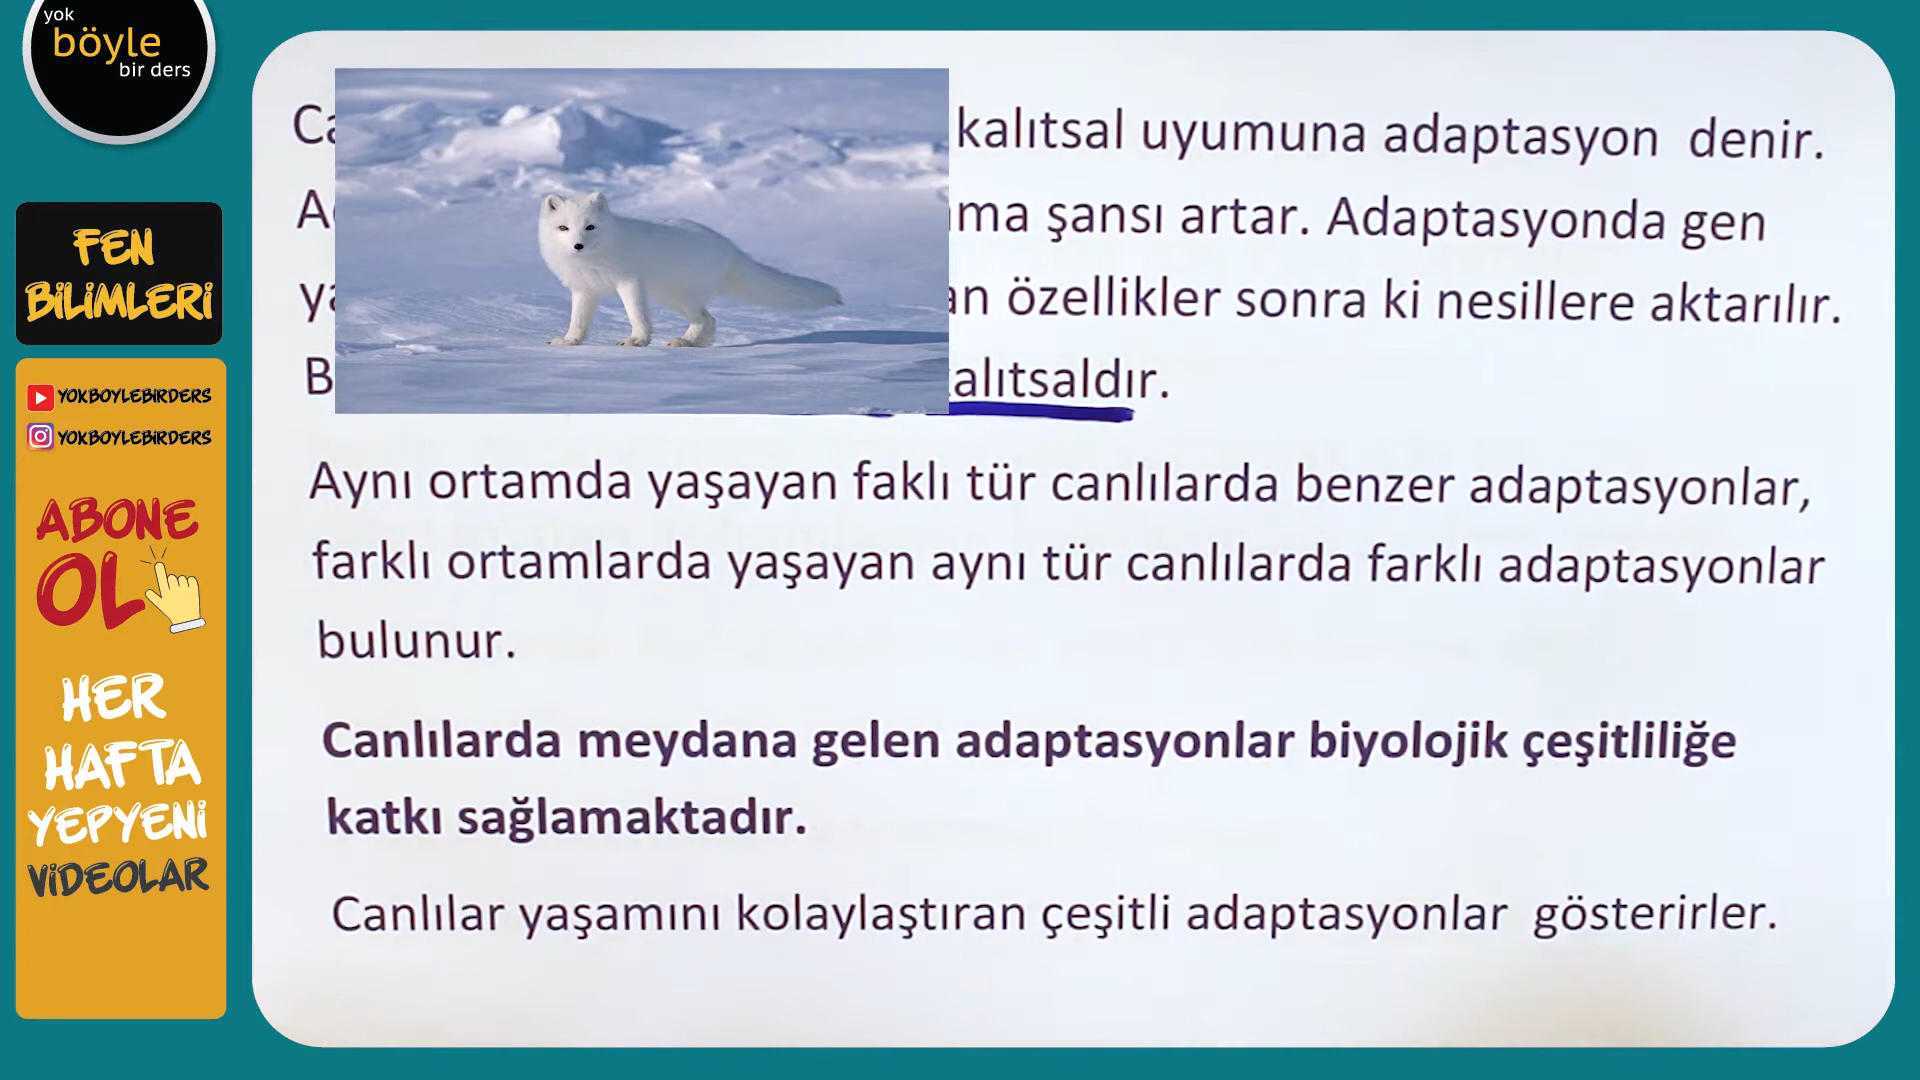 yok
böyle
bir ders
FEN
BİLİMLERİ
YOKBOYLEBIRDERS
YOKBOYLEBIRDERS
ABONE
OL
HER
HAFTA
YEPYENİ
VİDEOLAR
kalıtsal uyumuna adaptasyon denir.
şansı artar. Adaptasyonda gen
özellikler sonra ki nesillere aktarılır.
Aynı ortamda yaşayan faklı tür canlılarda benzer adaptasyonlar,
farklı ortamlarda yaşayan aynı tür canlılarda farklı adaptasyonlar
bulunur.
Canlılarda meydana gelen adaptasyonlar biyolojik çeşitliliğe
katkı sağlamaktadır.
Canlılar yaşamını kolaylaştıran çeşitli adaptasyonlar gösterirler.